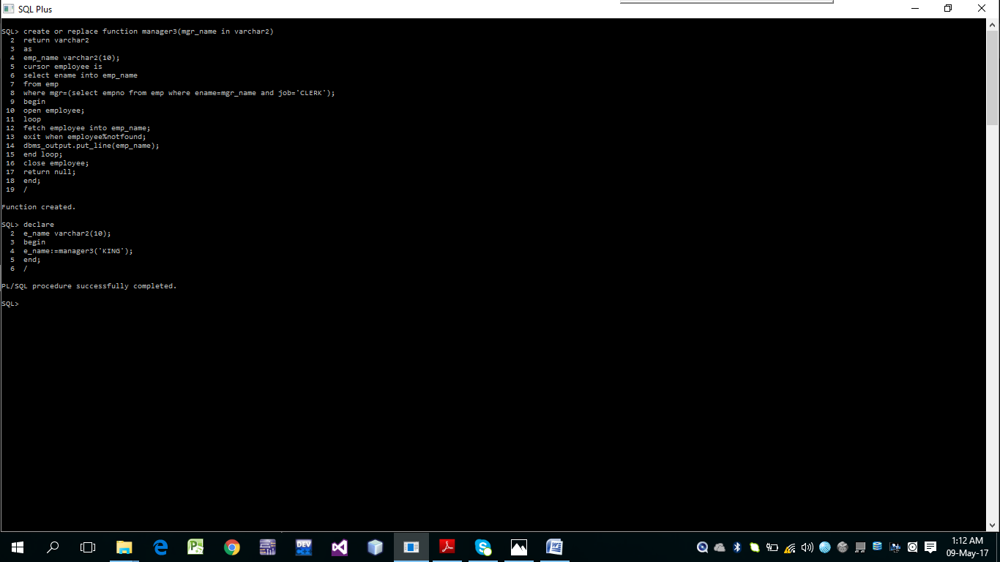 SQL Plus
SQL> create or replace function manager3(mgr_name in varchar2)
2 return varchar2
3 as
4 emp_name varchar2(10);
5 cursor employee is
6 select ename into emp_name
7 from emp
8 where mgr=(select empno from emp where ename=mgr_name and job='CLERK');
9 begin
10 open employee;
11 loop
12 fetch employee into emp_name;
13 exit when employee%notfound;
14 dbms_output.put_line(emp_name);
15 end loop;
16 close employee;
17 return null;
18 end;
19 /
Function created.
SQL> declare
2 e_name varchar2(10);
3 begin
4 e_name:=manager3('KING');
5 end;
6 /
PL/SQL procedure successfully completed.
SQL>
DEV
1:12 AM
09-May-17